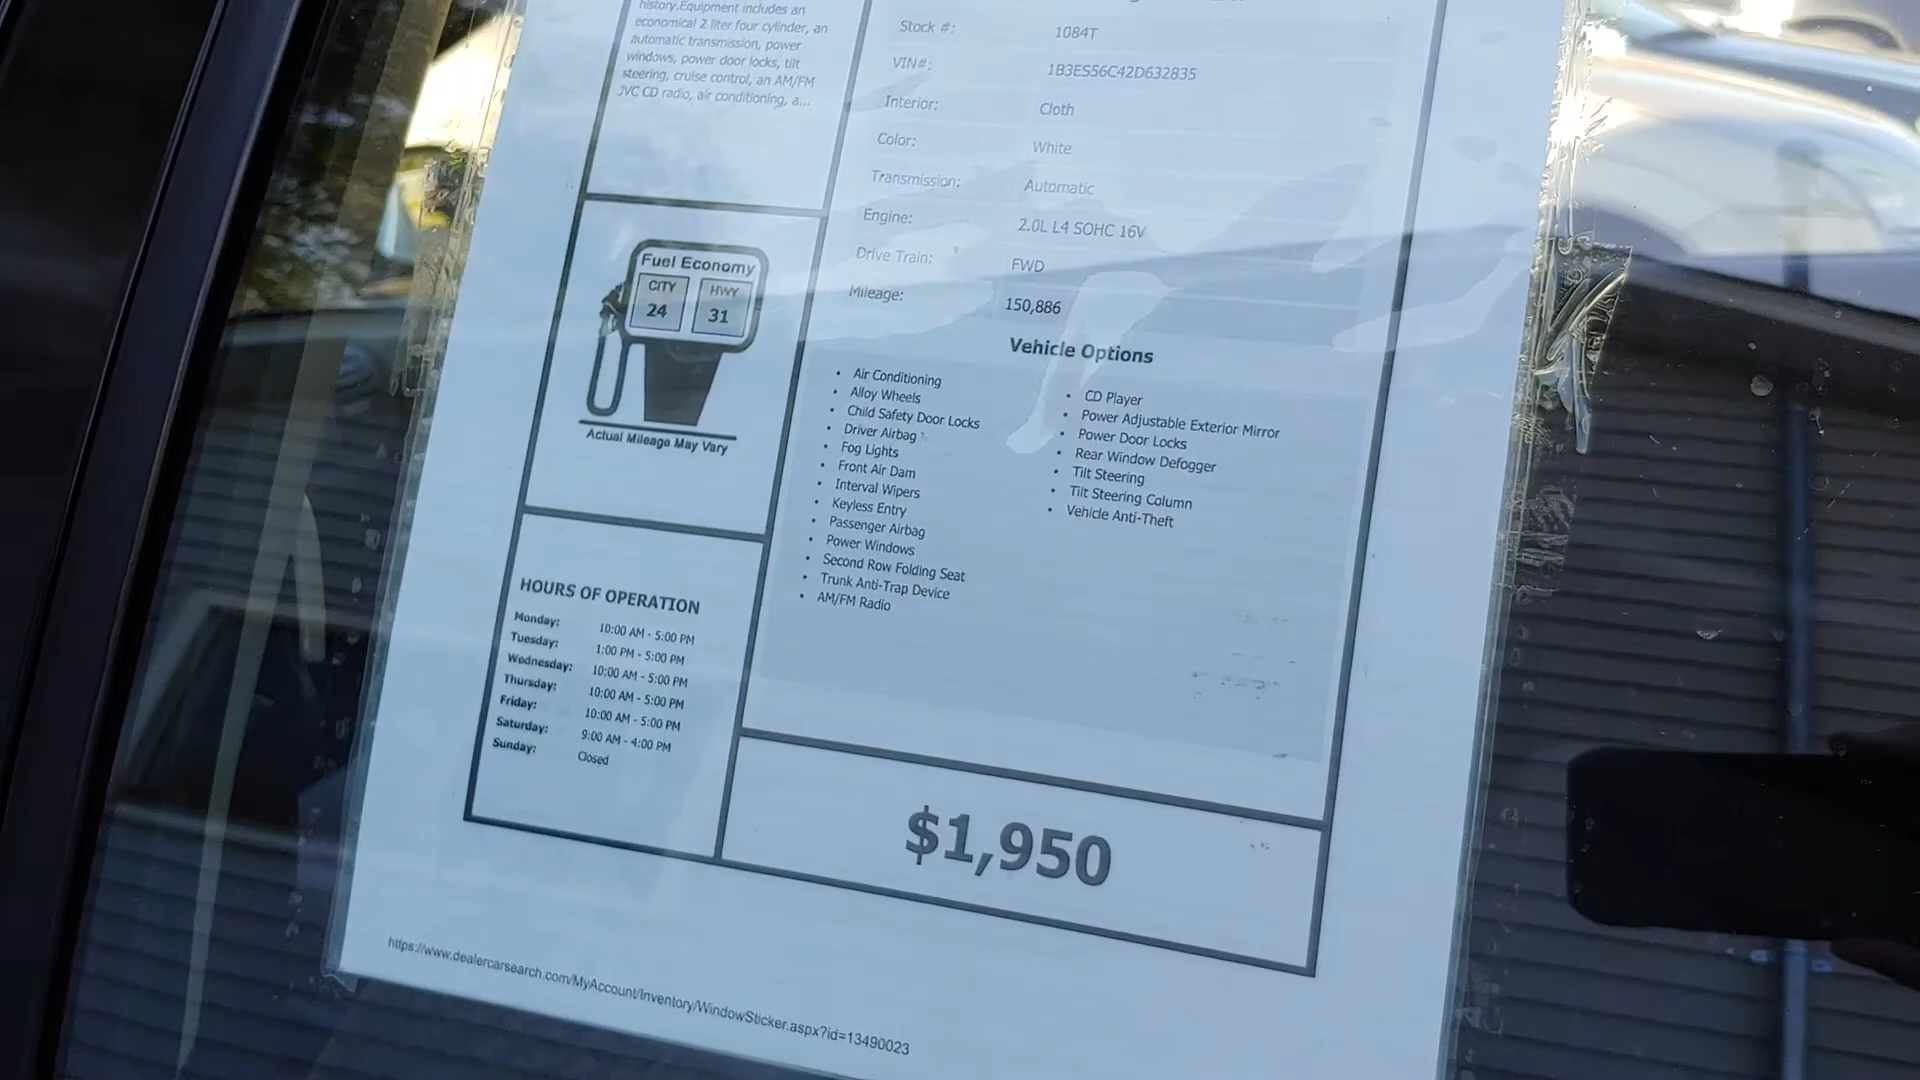 history.Equipment includes an
economical 2 liter four cylinder, an
automatic transmission, power
windows, power door locks, tilt
steering, cruise control, an AM/FM
JVC CD radio, air conditioning, a...
Fuel Economy
CITY
24
HWY
31
Actual Mileage May Vary
HOURS OF OPERATION
Monday: 10:00 AM - 5:00 PM
Tuesday: 1:00 PM - 5:00 PM
Wednesday: 10:00 AM - 5:00 PM
Thursday: 10:00 AM - 5:00 PM
Friday: 10:00 AM - 5:00 PM
Saturday: 9:00 AM - 4:00 PM
Sunday: Closed
Stock #: 1084T
VIN#: 1B3ES56C42D632835
Interior: Cloth
Color: White
Transmission: Automatic
Engine: 2.0L L4 SOHC 16V
Drive Train: FWD
Mileage: 150,886
Vehicle Options
• Air Conditioning
• Alloy Wheels
• Child Safety Door Locks
• Driver Airbag
• Fog Lights
• Front Air Dam
• Interval Wipers
• Keyless Entry
• Passenger Airbag
• Power Windows
• Second Row Folding Seat
• Trunk Anti-Trap Device
• AM/FM Radio
• CD Player
• Power Adjustable Exterior Mirror
• Power Door Locks
• Rear Window Defogger
• Tilt Steering
• Tilt Steering Column
• Vehicle Anti-Theft
$1,950
https://www.dealercarsearch.com/MyAccount/Inventory/WindowSticker.aspx?id=13490023